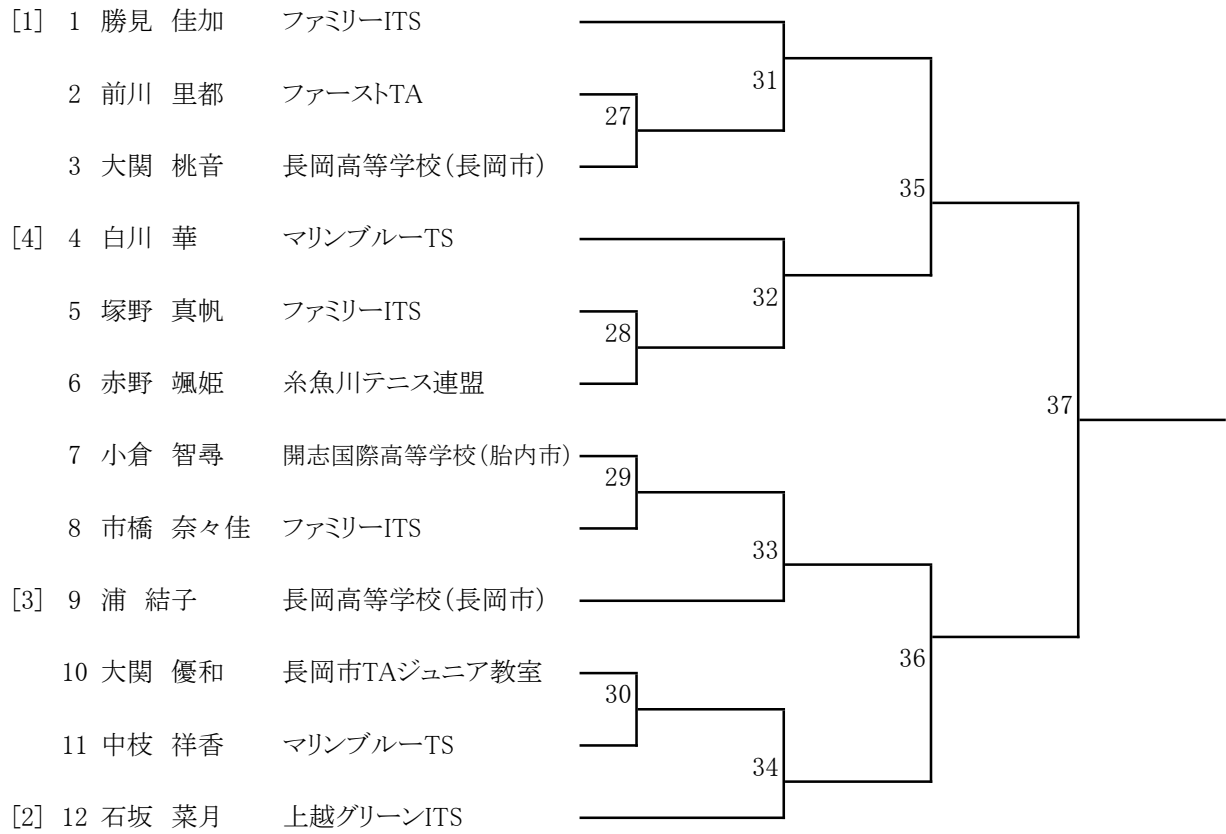 [1] 1 勝見 佳加 ファミリーITS
31
2 前川 里都 ファーストTA
27
3 大関 桃音 長岡高等学校(長岡市)
35
[4] 4 白川 華 マリンブルーTS
32
5 塚野 真帆 ファミリーITS
28
6 赤野 颯姫 糸魚川テニス連盟
37
7 小倉 智尋 開志国際高等学校(胎内市)
29
8 市橋 奈々佳 ファミリーITS
33
[3] 9 浦 結子 長岡高等学校(長岡市)
36
10 大関 優和 長岡市TAジュニア教室
30
11 中枝 祥香 マリンブルーTS
34
[2] 12 石坂 菜月 上越グリーンITS